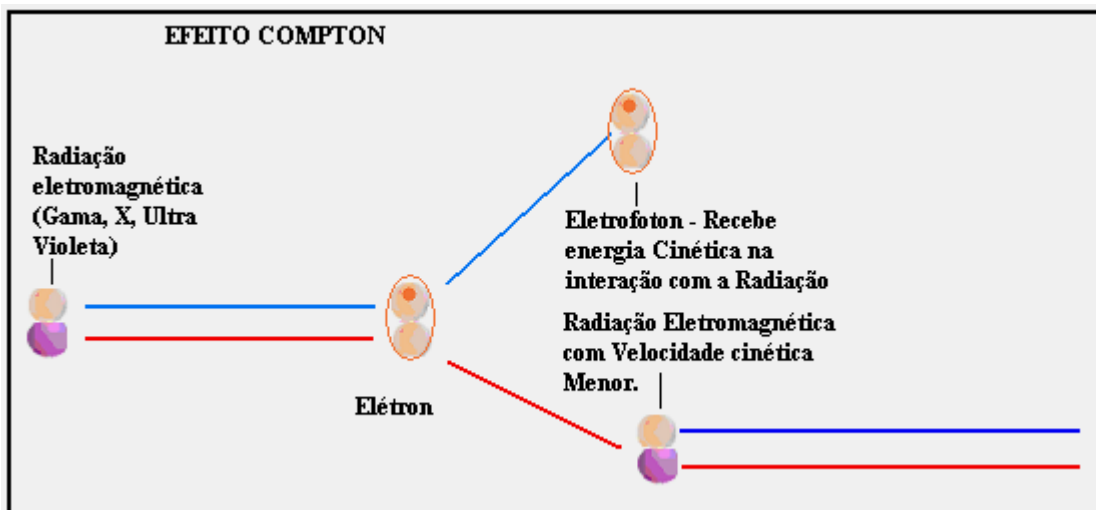 EFEITO COMPTON
Radiação
eletromagnética
(Gama, X, Ultra
Violeta)
Eletrofoton - Recebe
energia Cinética na
interação com a Radiação
Radiação Eletromagnética
com Velocidade cinética
Menor.
Elétron